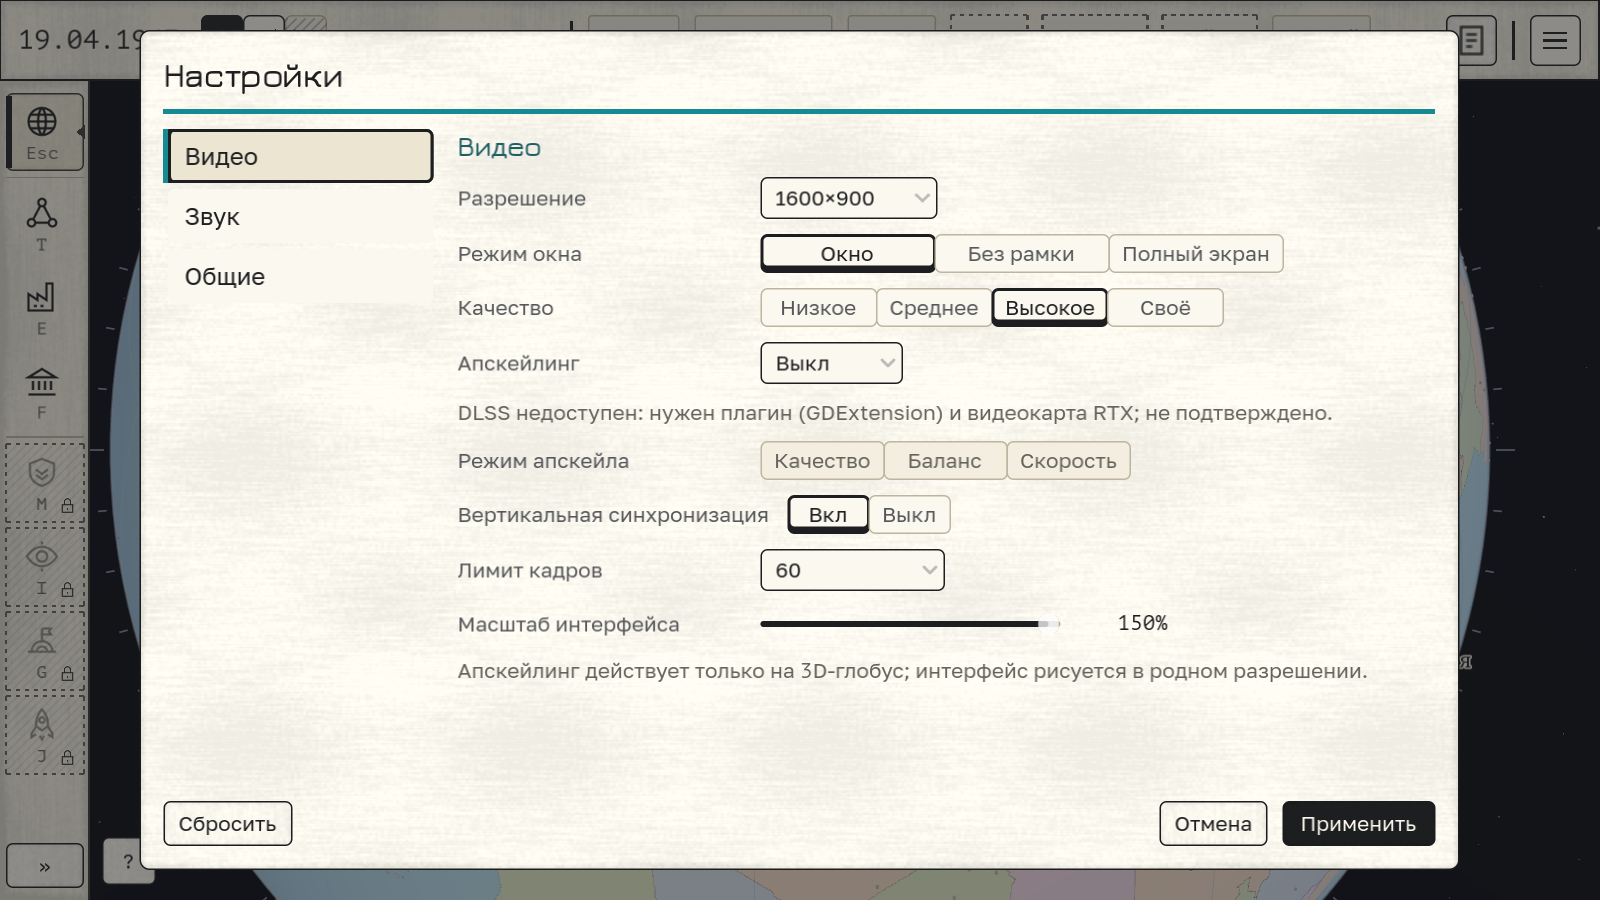 19.04.19
Настройки
Esc
Видео
Звук
Общие
Видео
Разрешение 1600×900
Режим окна Окно Без рамки Полный экран
Качество Низкое Среднее Высокое Своё
Апскейлинг Выкл
DLSS недоступен: нужен плагин (GDExtension) и видеокарта RTX; не подтверждено.
Режим апскейла Качество Баланс Скорость
Вертикальная синхронизация Вкл Выкл
Лимит кадров 60
Масштаб интерфейса 150%
Апскейлинг действует только на 3D-глобус; интерфейс рисуется в родном разрешении.
T
E
F
M
I
G
J
я
Сбросить Отмена Применить
» ?